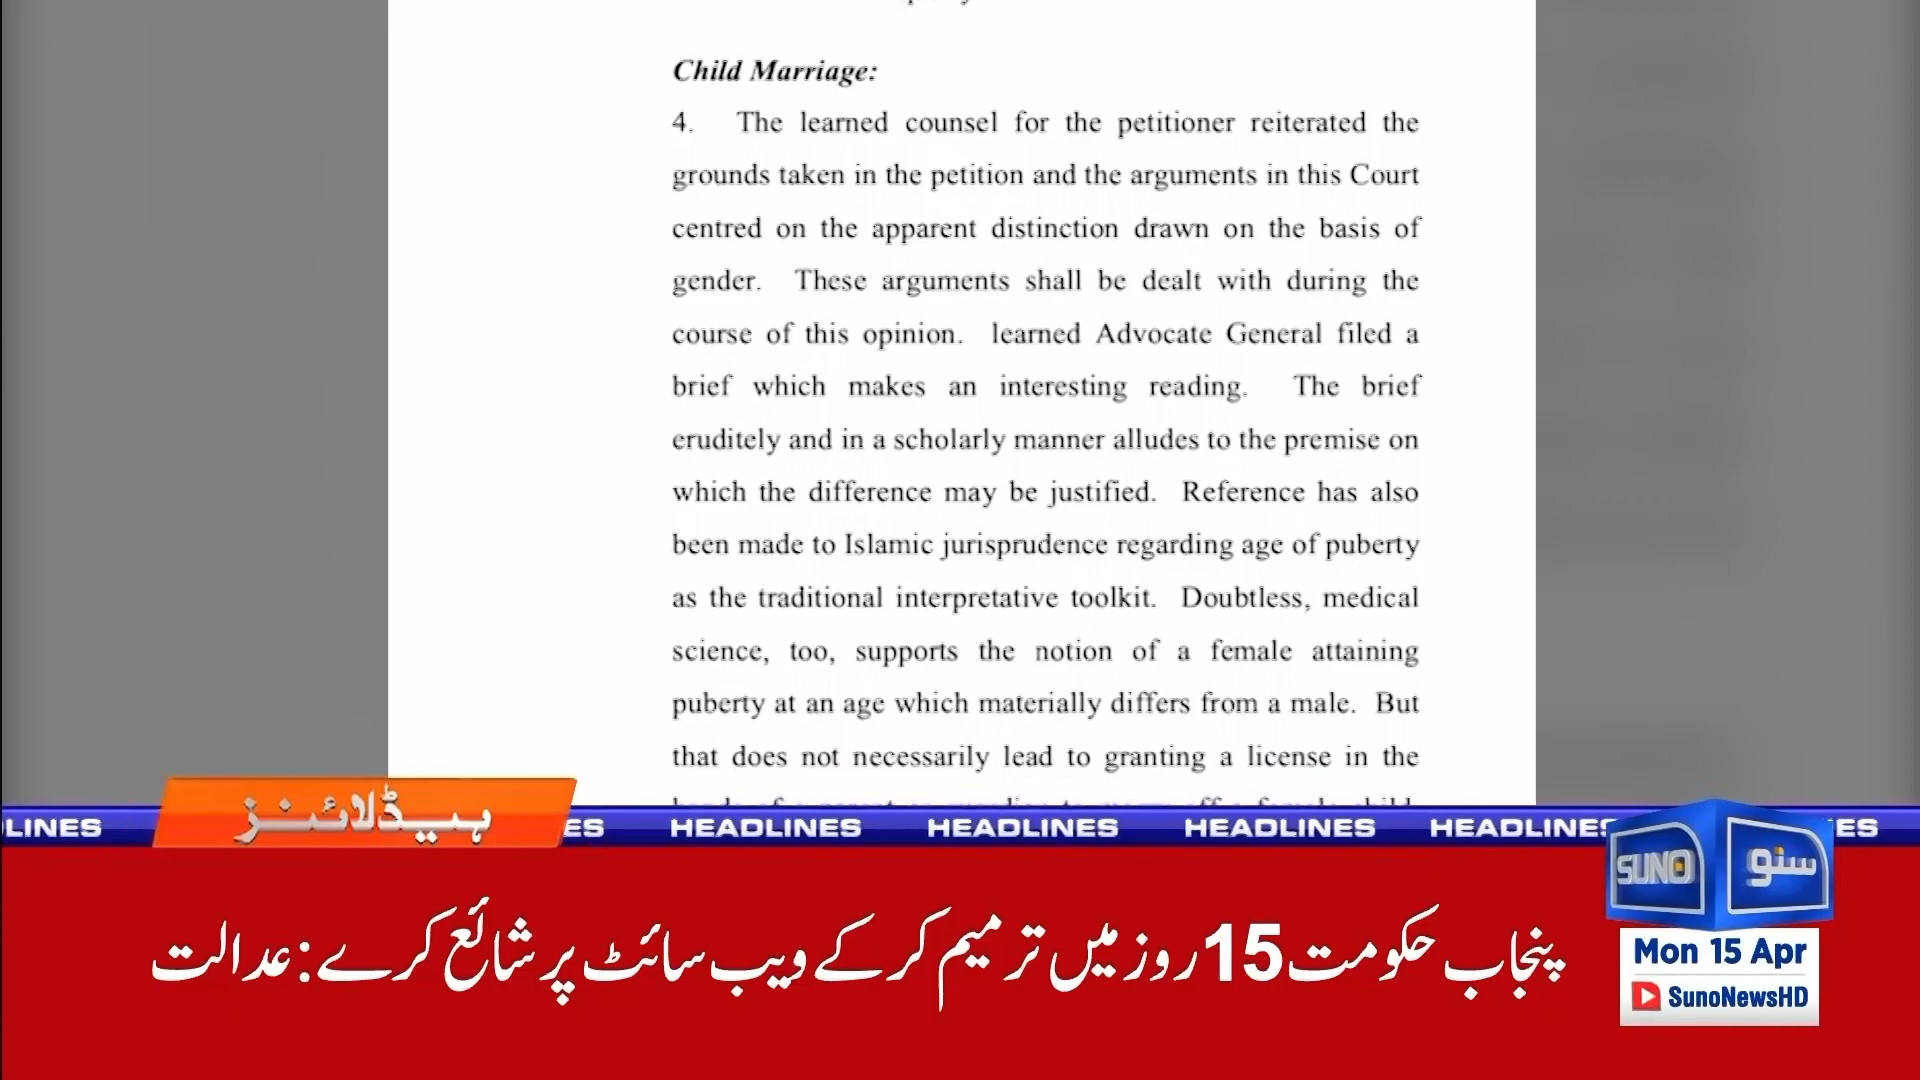 Child Marriage:
4. The learned counsel for the petitioner reiterated the
grounds taken in the petition and the arguments in this Court
centred on the apparent distinction drawn on the basis of
gender. These arguments shall be dealt with during the
course of this opinion. learned Advocate General filed a
brief which makes an interesting reading. The brief
eruditely and in a scholarly manner alludes to the premise on
which the difference may be justified. Reference has also
been made to Islamic jurisprudence regarding age of puberty
as the traditional interpretative toolkit. Doubtless, medical
science, too, supports the notion of a female attaining
puberty at an age which materially differs from a male. But
that does not necessarily lead to granting a license in the
ہیڈلائنز
LINES ES HEADLINES HEADLINES HEADLINES HEADLINES ES
SUNO سنو
پنجاب حکومت 15 روز میں ترمیم کر کے ویب سائٹ پر شائع کرے: عدالت
Mon 15 Apr
SunoNewsHD